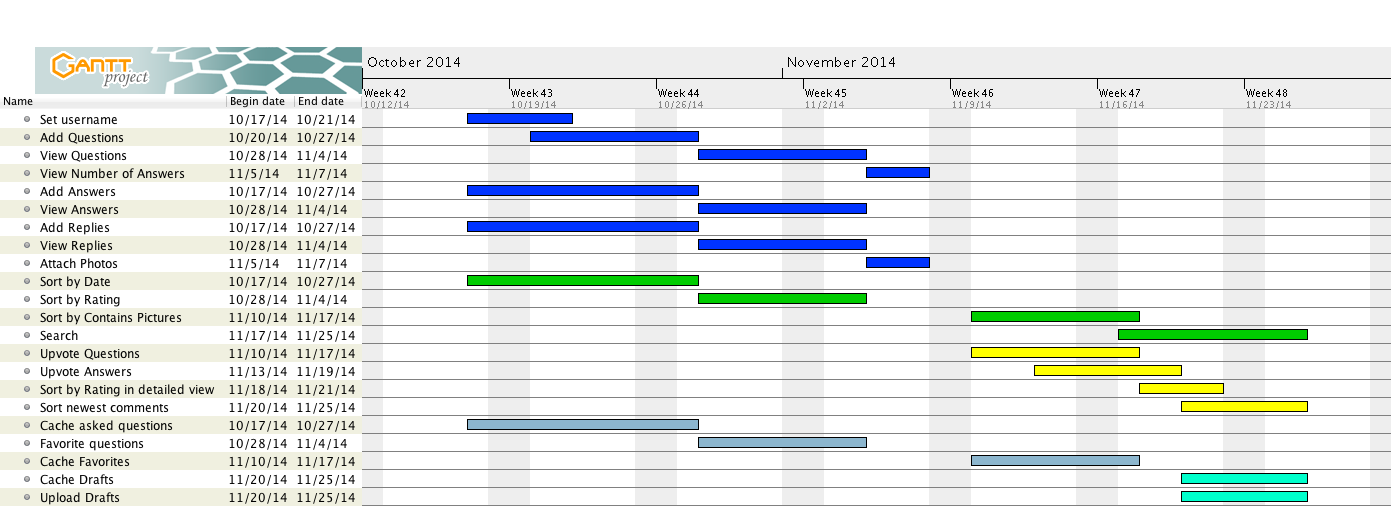 GANTT
project
October 2014
November 2014
Week 42 Week 43 Week 44 Week 45 Week 46 Week 47 Week 48
10/12/14 10/19/14 10/26/14 11/2/14 11/9/14 11/16/14 11/23/14
Name Begin date End date
Set username 10/17/14 10/21/14
Add Questions 10/20/14 10/27/14
View Questions 10/28/14 11/4/14
View Number of Answers 11/5/14 11/7/14
Add Answers 10/17/14 10/27/14
View Answers 10/28/14 11/4/14
Add Replies 10/17/14 10/27/14
View Replies 10/28/14 11/4/14
Attach Photos 11/5/14 11/7/14
Sort by Date 10/17/14 10/27/14
Sort by Rating 10/28/14 11/4/14
Sort by Contains Pictures 11/10/14 11/17/14
Search 11/17/14 11/25/14
Upvote Questions 11/10/14 11/17/14
Upvote Answers 11/13/14 11/19/14
Sort by Rating in detailed view 11/18/14 11/21/14
Sort newest comments 11/20/14 11/25/14
Cache asked questions 10/17/14 10/27/14
Favorite questions 10/28/14 11/4/14
Cache Favorites 11/10/14 11/17/14
Cache Drafts 11/20/14 11/25/14
Upload Drafts 11/20/14 11/25/14